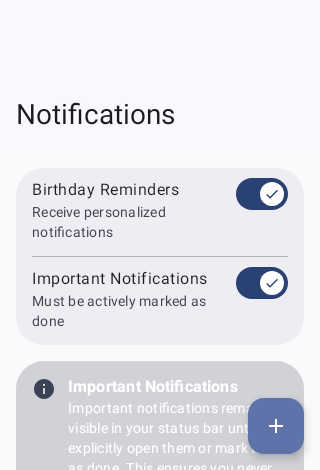 Notifications
Birthday Reminders
Receive personalized
notifications
Important Notifications
Must be actively marked as
done
Important Notifications
Important notifications
visible in your status bar
explicitly open them or mark
as done. This ensures you never